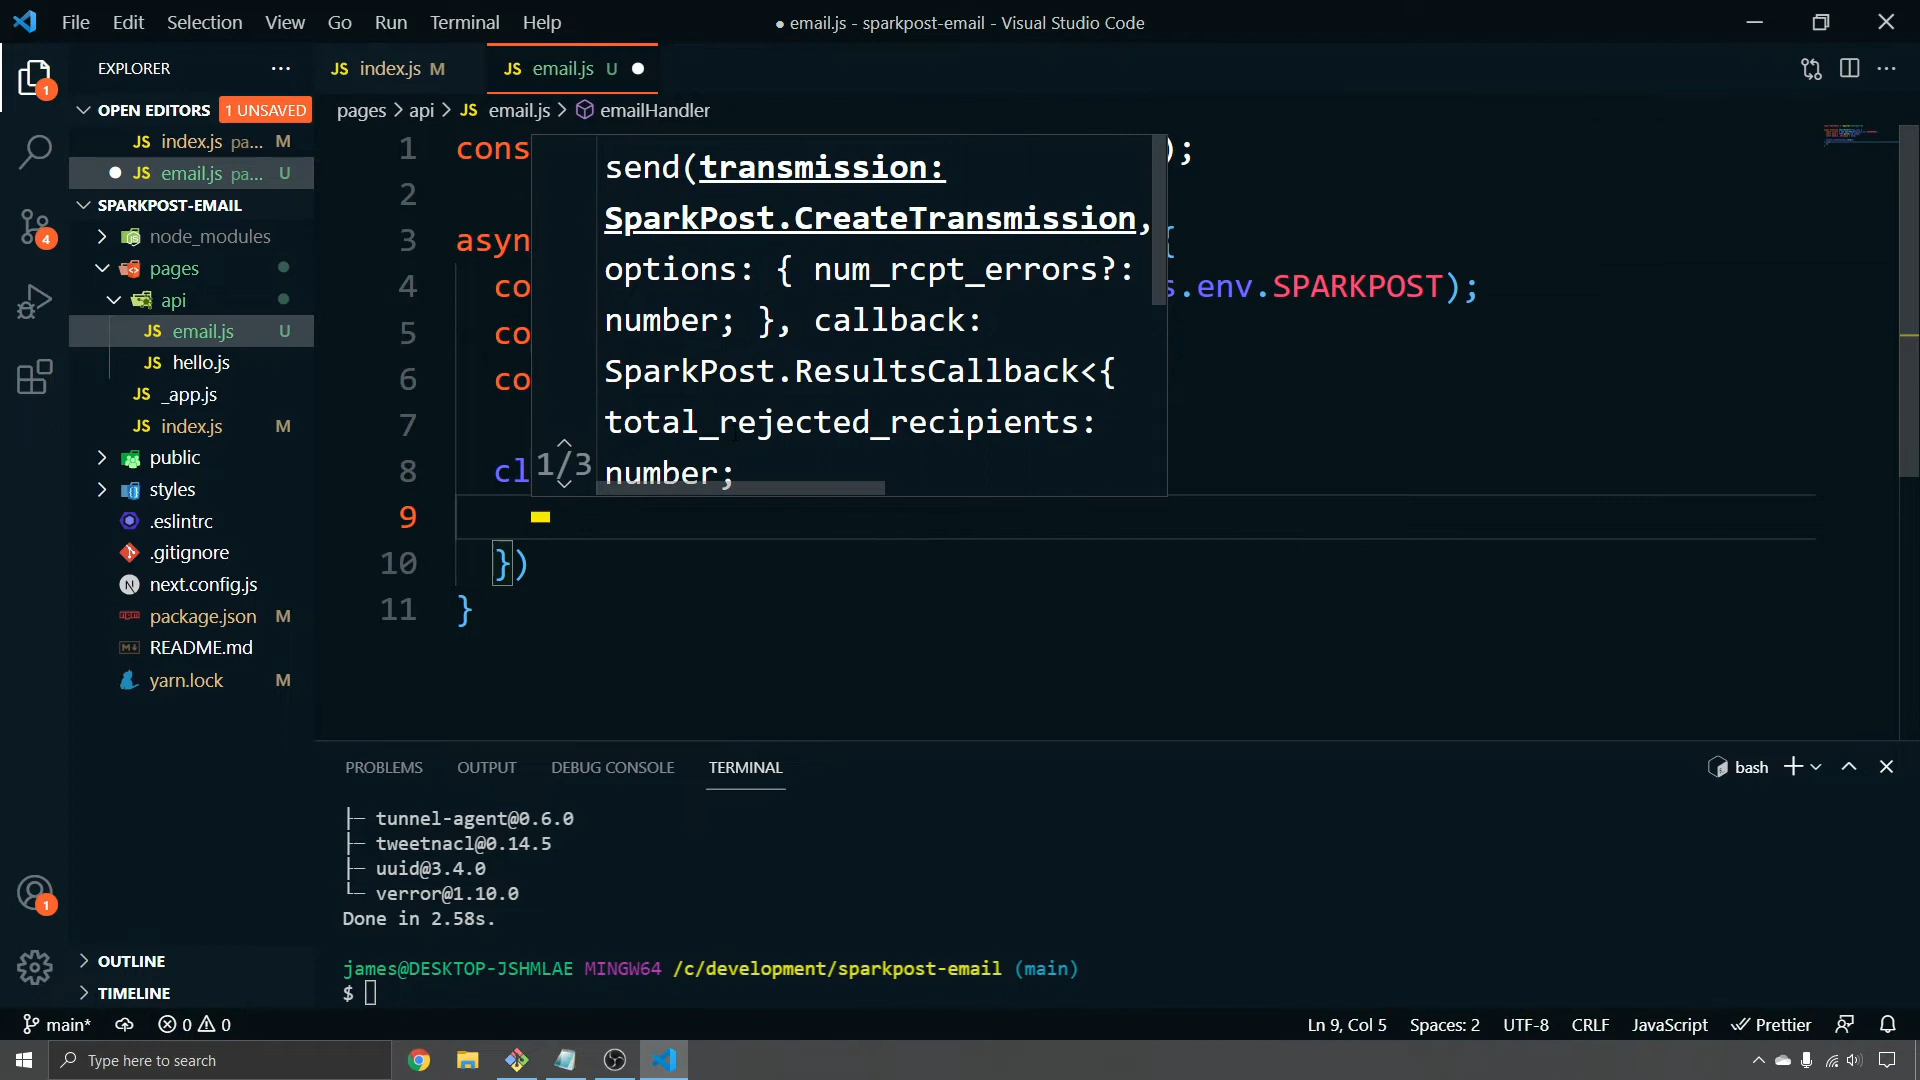 File Edit Selection View Go Run Terminal Help
● email.js - sparkpost-email - Visual Studio Code
EXPLORER
OPEN EDITORS 1 UNSAVED
JS index.js pa... M
JS email.js pa... U
SPARKPOST-EMAIL
node_modules
pages
api
JS email.js U
JS hello.js
JS _app.js
JS index.js M
public
styles
.eslintrc
.gitignore
next.config.js
package.json M
README.md
yarn.lock M
OUTLINE
TIMELINE
1
4
1
JS index.js M
JS email.js U
pages > api > JS email.js > emailHandler
1 cons );
2
3 asyn {
4 co s.env.SPARKPOST);
5 co
6 co
7
8 cl
9
10 })
11 }
send(transmission:
SparkPost.CreateTransmission,
options: { num_rcpt_errors?:
number; }, callback:
SparkPost.ResultsCallback<{
total_rejected_recipients:
number;
1/3
PROBLEMS OUTPUT DEBUG CONSOLE TERMINAL
bash
├─ tunnel-agent@0.6.0
├─ tweetnacl@0.14.5
├─ uuid@3.4.0
└─ verror@1.10.0
Done in 2.58s.
james@DESKTOP-JSHMLAE MINGW64 /c/development/sparkpost-email (main)
$
main* 0 0
Ln 9, Col 5 Spaces: 2 UTF-8 CRLF JavaScript Prettier
Type here to search